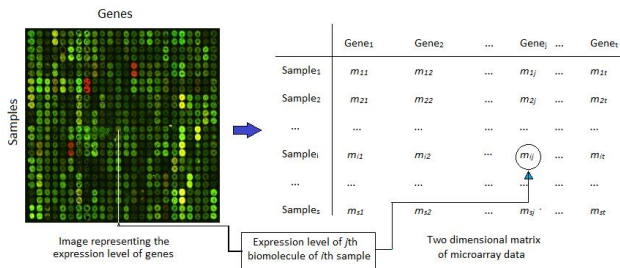 Genes
Samples
Gene₁ Gene₂ ... Geneⱼ ... Geneₜ
Sample₁ m₁₁ m₁₂ ... m₁ⱼ ... m₁ₜ
Sample₂ m₂₁ m₂₂ ... m₂ⱼ ... m₂ₜ
... ... ... ... ... ...
Sampleᵢ mᵢ₁ mᵢ₂ ... mᵢⱼ ... mᵢₜ
... ... ... ... ... ...
Sampleₛ mₛ₁ mₛ₂ ... mₛⱼ ... mₛₜ
Image representing the
expression level of genes
Expression level of jth
biomolecule of ith sample
Two dimensional matrix
of microarray data